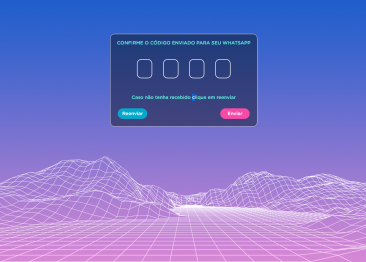 CONFIRME O CÓDIGO ENVIADO PARA SEU WHATSAPP
Caso não tenha recebido clique em reenviar
Reenviar
Enviar